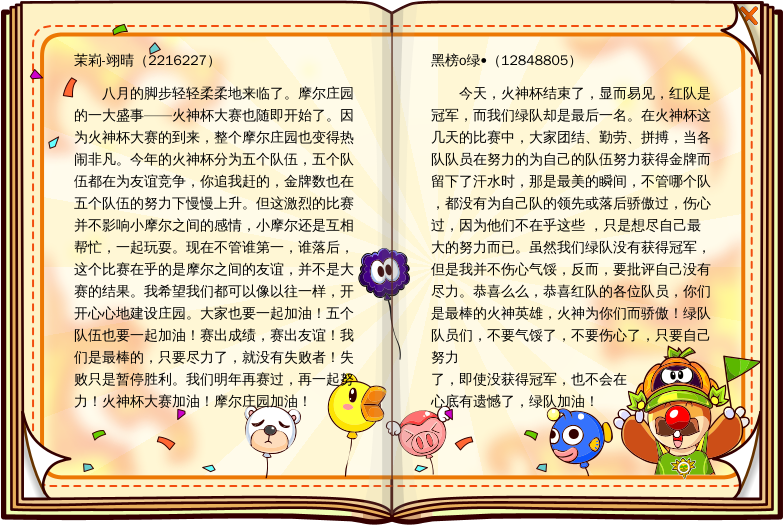 茉莉·翊晴（2216227）
八月的脚步轻轻柔柔地来临了。摩尔庄园
的一大盛事——火神杯大赛也随即开始了。因
为火神杯大赛的到来，整个摩尔庄园也变得热
闹非凡。今年的火神杯分为五个队伍，五个队
伍都在为友谊竞争，你追我赶的，金牌数也在
五个队伍的努力下慢慢上升。但这激烈的比赛
并不影响小摩尔之间的感情，小摩尔还是互相
帮忙，一起玩耍。现在不管谁第一，谁落后，
这个比赛在乎的是摩尔之间的友谊，并不是大
赛的结果。我希望我们都可以像以往一样，开
开心心地建设庄园。大家也要一起加油！五个
队伍也要一起加油！赛出成绩，赛出友谊！我
们是最棒的，只要尽力了，就没有失败者！失
败只是暂停胜利。我们明年再赛过，再一起努
力！火神杯大赛加油！摩尔庄园加油！
黑榜o绿•（12848805）
今天，火神杯结束了，显而易见，红队是
冠军，而我们绿队却是最后一名。在火神杯这
几天的比赛中，大家团结、勤劳、拼搏，当各
队队员在努力的为自己的队伍努力获得金牌而
留下了汗水时，那是最美的瞬间，不管哪个队
，都没有为自己队的领先或落后骄傲过，伤心
过，因为他们不在乎这些 ，只是想尽自己最
大的努力而已。虽然我们绿队没有获得冠军，
但是我并不伤心气馁，反而，要批评自己没有
尽力。恭喜么么，恭喜红队的各位队员，你们
是最棒的火神英雄，火神为你们而骄傲！绿队
队员们，不要气馁了，不要伤心了，只要自己
努力
了，即使没获得冠军，也不会在
心底有遗憾了，绿队加油！